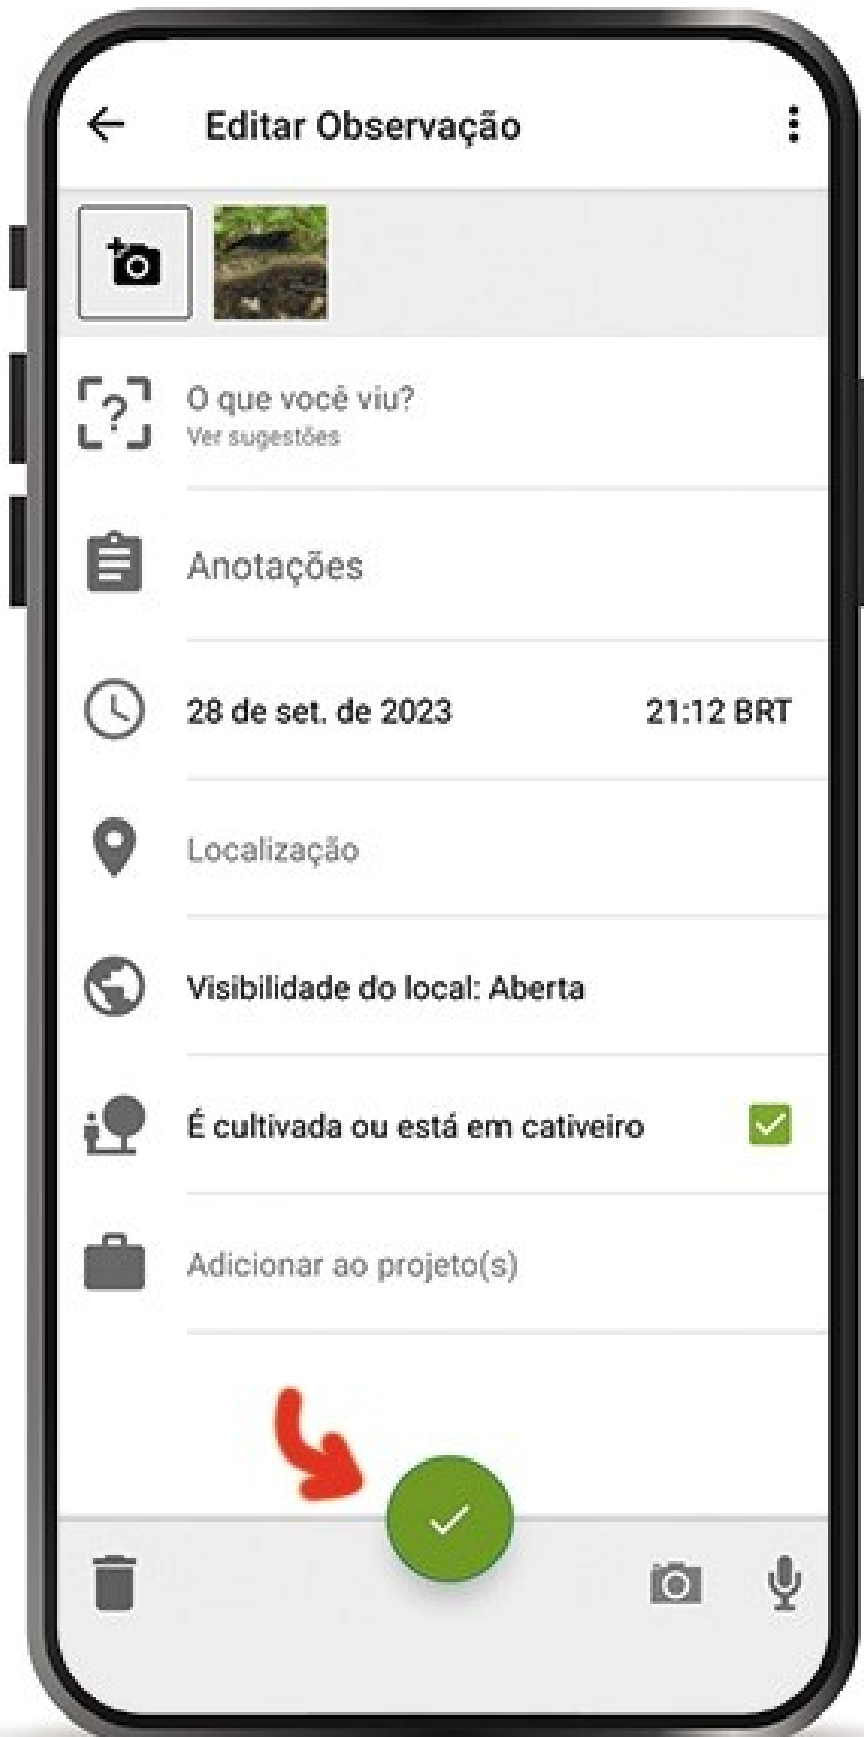 Editar Observação
O que você viu?
Ver sugestões
Anotações
28 de set. de 2023 21:12 BRT
Localização
Visibilidade do local: Aberta
É cultivada ou está em cativeiro
Adicionar ao projeto(s)